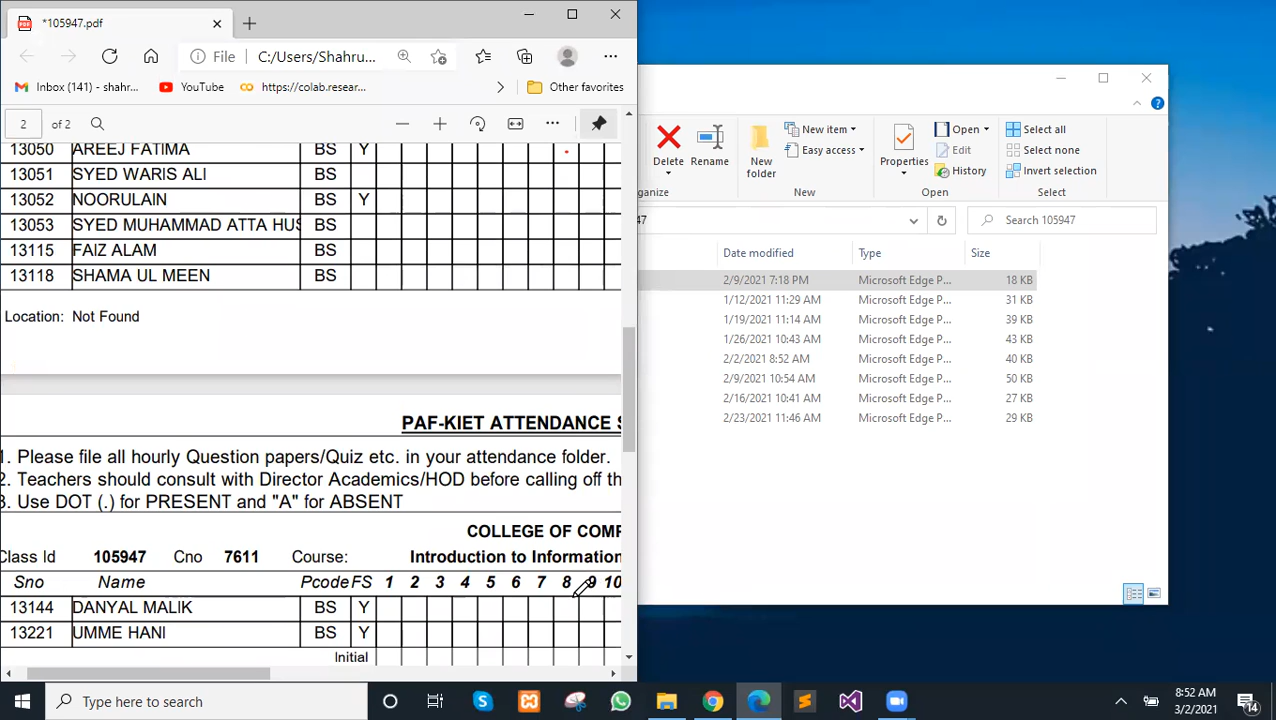 *105947.pdf
File C:/Users/Shahru...
Inbox (141) - shahr... YouTube https://colab.resear... Other favorites
2 of 2
13050 AREEJ FATIMA BS Y
13051 SYED WARIS ALI BS
13052 NOORULAIN BS Y
13053 SYED MUHAMMAD ATTA HUS BS
13115 FAIZ ALAM BS
13118 SHAMA UL MEEN BS
Location: Not Found
PAF-KIET ATTENDANCE S
1. Please file all hourly Question papers/Quiz etc. in your attendance folder.
2. Teachers should consult with Director Academics/HOD before calling off th
3. Use DOT (.) for PRESENT and "A" for ABSENT
COLLEGE OF COMP
Class Id 105947 Cno 7611 Course: Introduction to Information
Sno Name Pcode FS 1 2 3 4 5 6 7 8 9 10
13144 DANYAL MALIK BS Y
13221 UMME HANI BS Y
Initial
Delete Rename New folder New item Easy access Properties Open Edit History Select all Select none Invert selection
ganize New Open Select
47 Search 105947
Date modified Type Size
2/9/2021 7:18 PM Microsoft Edge P... 18 KB
1/12/2021 11:29 AM Microsoft Edge P... 31 KB
1/19/2021 11:14 AM Microsoft Edge P... 39 KB
1/26/2021 10:43 AM Microsoft Edge P... 43 KB
2/2/2021 8:52 AM Microsoft Edge P... 40 KB
2/9/2021 10:54 AM Microsoft Edge P... 50 KB
2/16/2021 10:41 AM Microsoft Edge P... 27 KB
2/23/2021 11:46 AM Microsoft Edge P... 29 KB
Type here to search
8:52 AM
3/2/2021
14